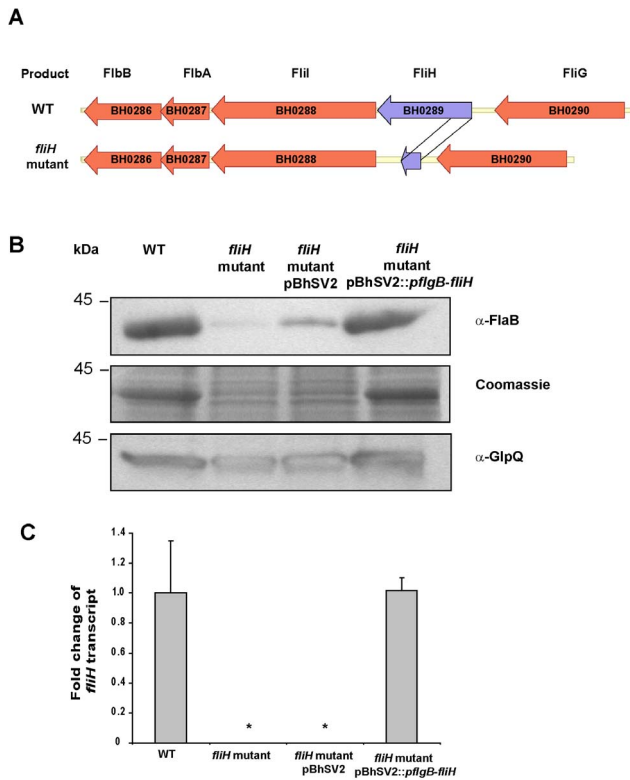 A
Product FlbB FlbA FliI FliH FliG
WT BH0286 BH0287 BH0288 BH0289 BH0290
fliH
mutant BH0286 BH0287 BH0288 BH0290
B
kDa WT fliH
mutant fliH
mutant
pBhSV2 fliH
mutant
pBhSV2::pflgB-fliH
45
α-FlaB
45
Coomassie
45
α-GlpQ
C
Fold change of
fliH transcript
1.4
1.2
1.0
0.8
0.6
0.4
0.2
0
* *
WT fliH mutant fliH mutant
pBhSV2 fliH mutant
pBhSV2::pflgB-fliH